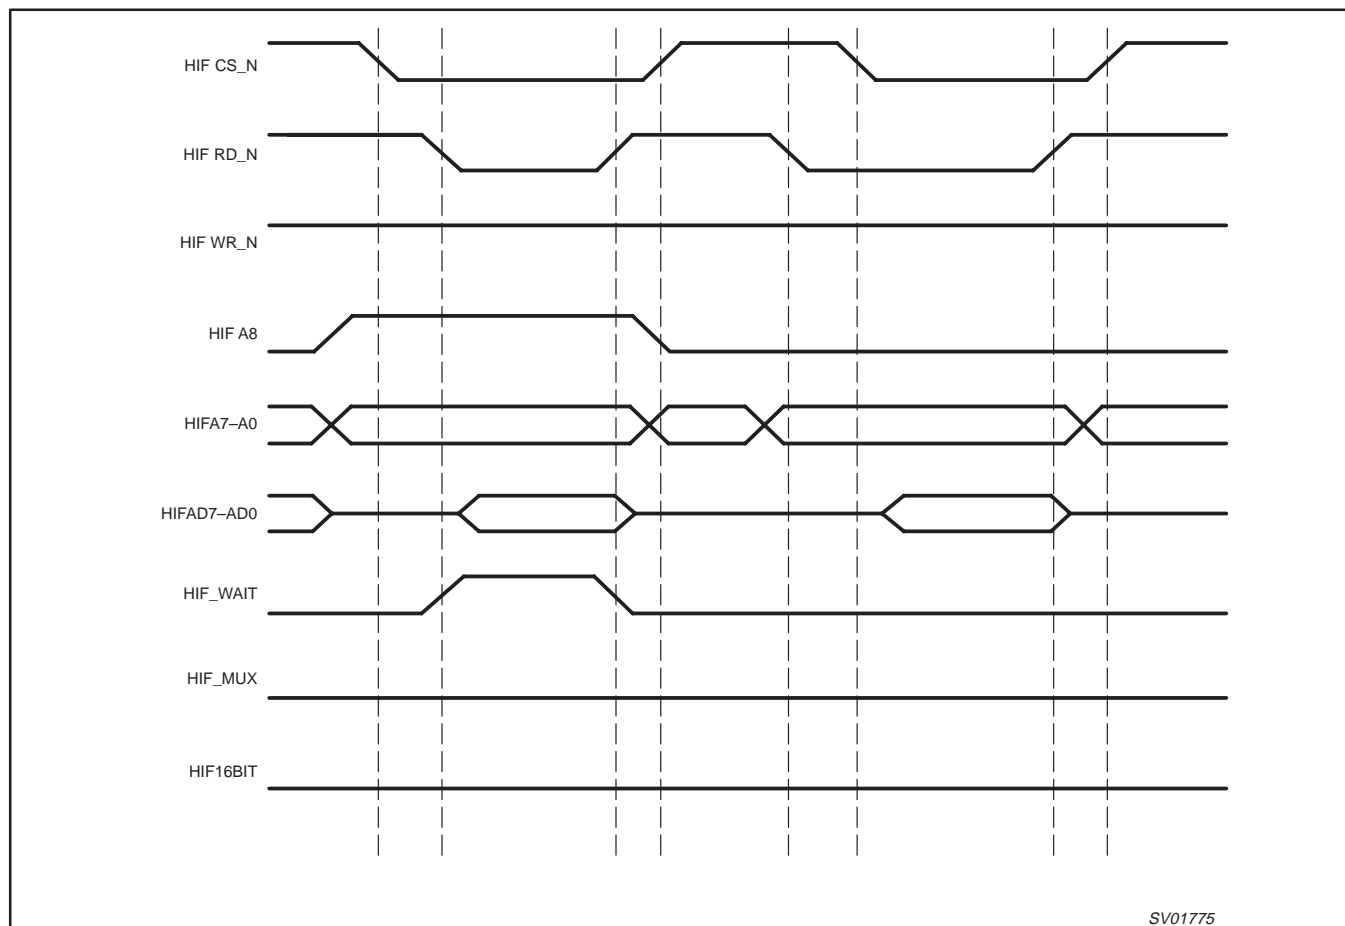 HIF CS_N
HIF RD_N
HIF WR_N
HIF A8
HIFA7–A0
HIFAD7–AD0
HIF_WAIT
HIF_MUX
HIF16BIT
SV01775